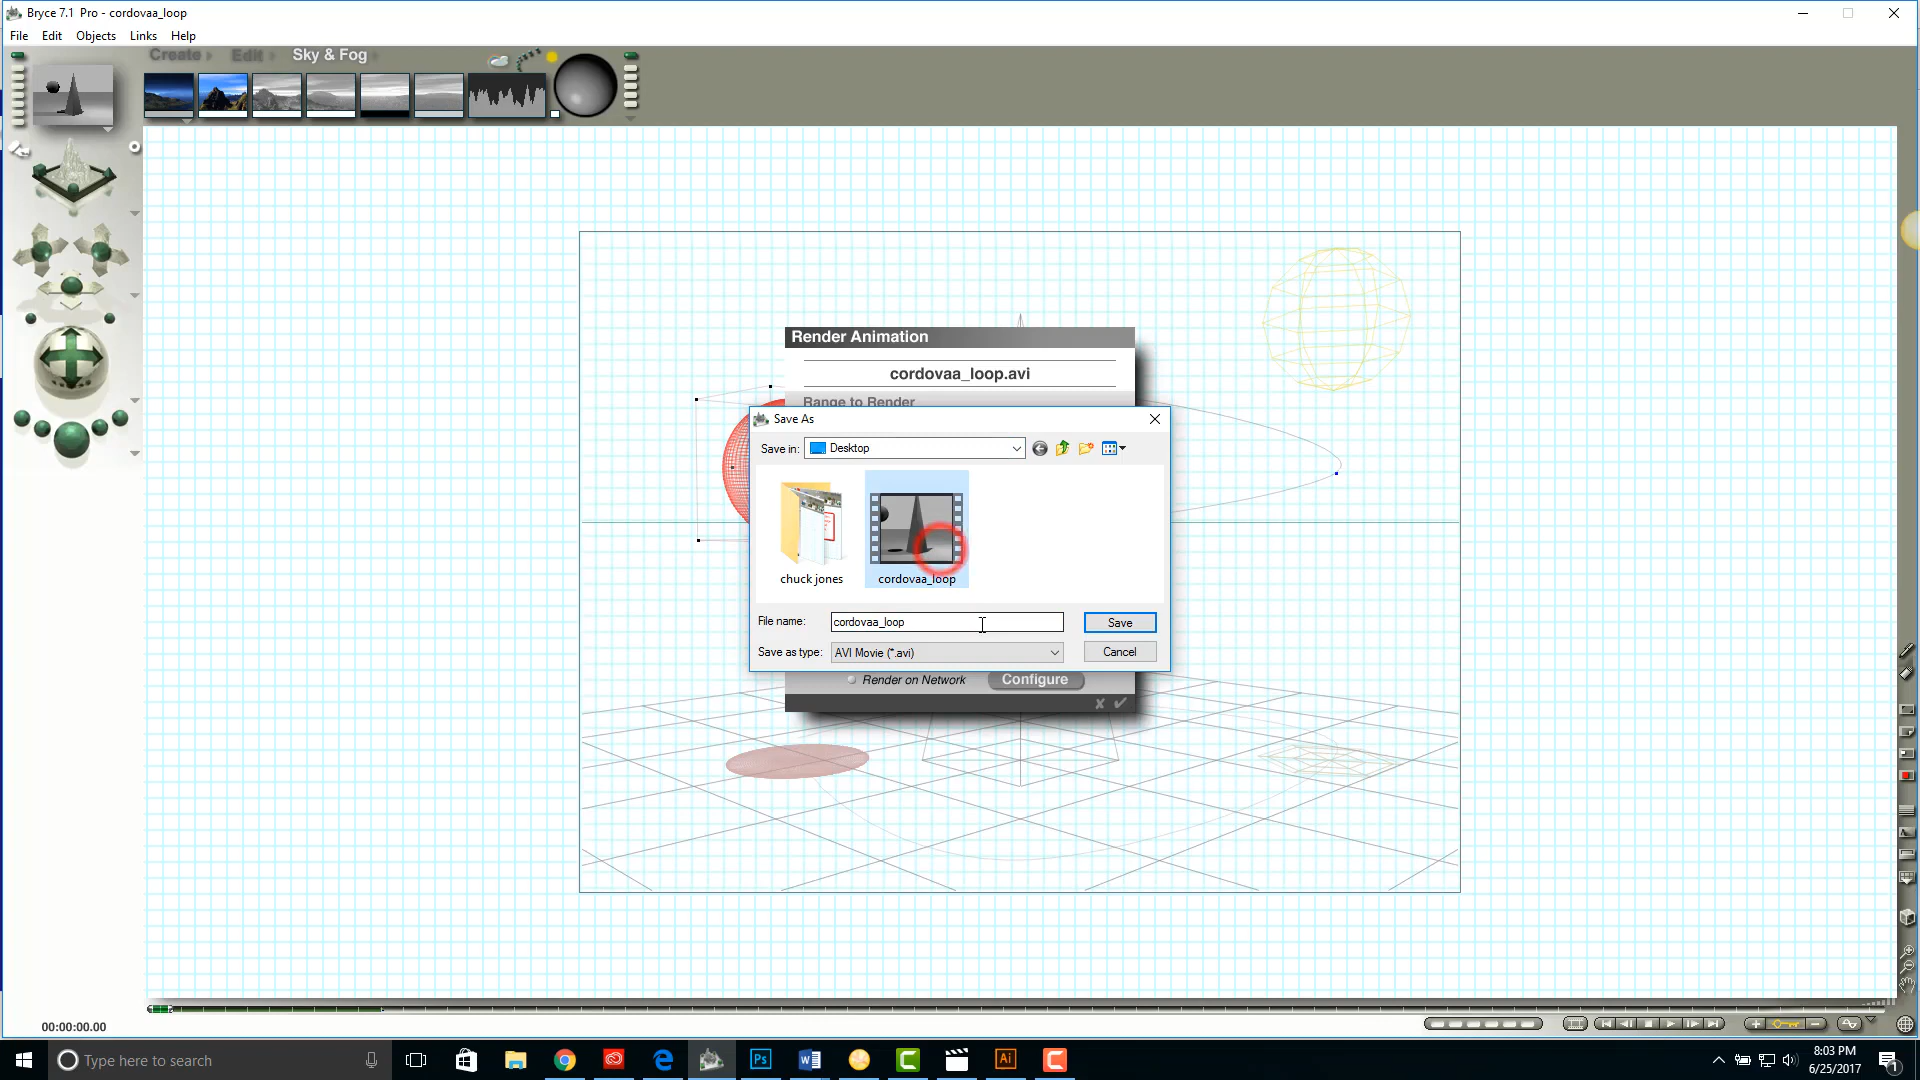 Bryce 7.1 Pro - cordovaa_loop
File Edit Objects Links Help
Create Edit Sky & Fog
Render Animation
cordovaa_loop.avi
Range to Render
Save As
Save in: Desktop
chuck jones
cordovaa_loop
File name: cordovaa_loop Save
Save as type: AVI Movie (*.avi) Cancel
Render on Network Configure
00:00:00.00
Type here to search
Ps
W
Ai
C
C
8:03 PM
6/25/2017
1